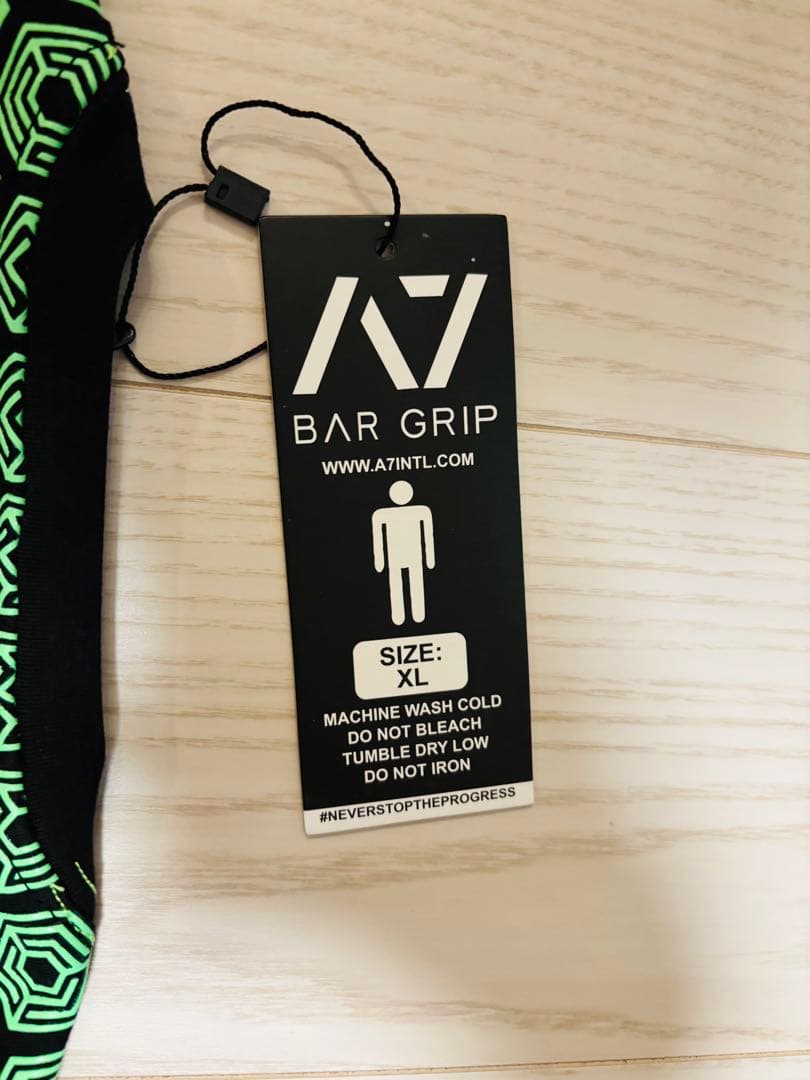 A7
BAR GRIP
WWW.A7INTL.COM
SIZE:
XL
MACHINE WASH COLD
DO NOT BLEACH
TUMBLE DRY LOW
DO NOT IRON
#NEVERSTOPTHEPROGRESS